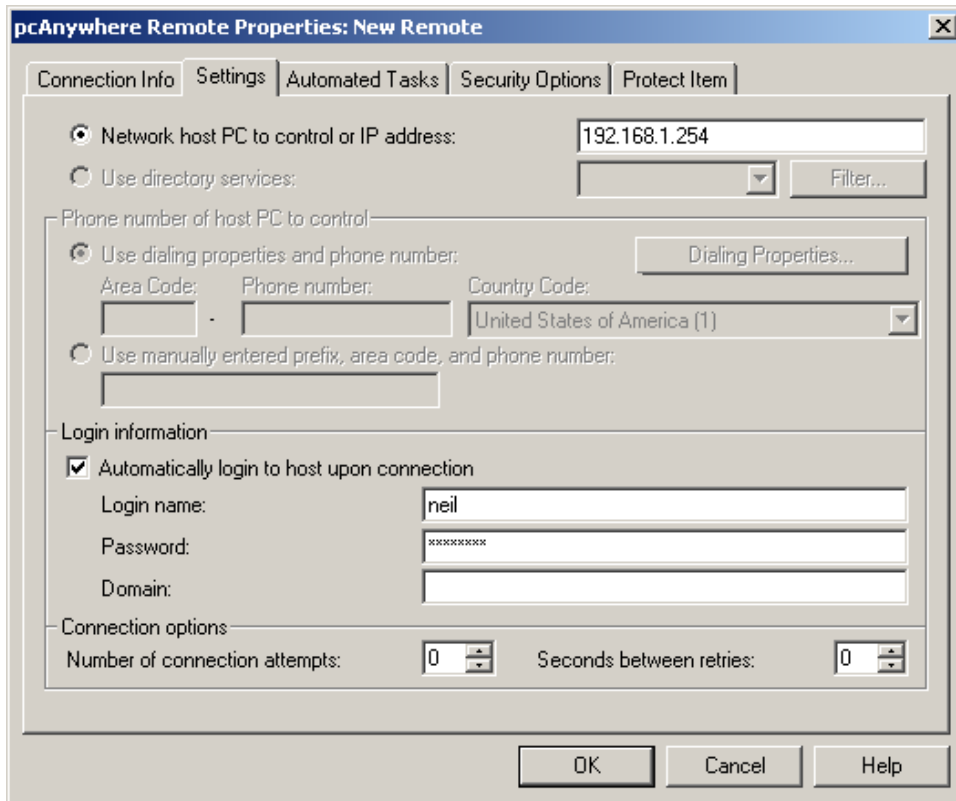 pcAnywhere Remote Properties: New Remote
Connection Info Settings Automated Tasks Security Options Protect Item
Network host PC to control or IP address: 192.168.1.254
Use directory services: Filter...
Phone number of host PC to control
Use dialing properties and phone number: Dialing Properties...
Area Code: Phone number: Country Code:
- United States of America (1)
Use manually entered prefix, area code, and phone number:
Login information
Automatically login to host upon connection
Login name: neil
Password: ********
Domain:
Connection options
Number of connection attempts: 0 Seconds between retries: 0
OK Cancel Help